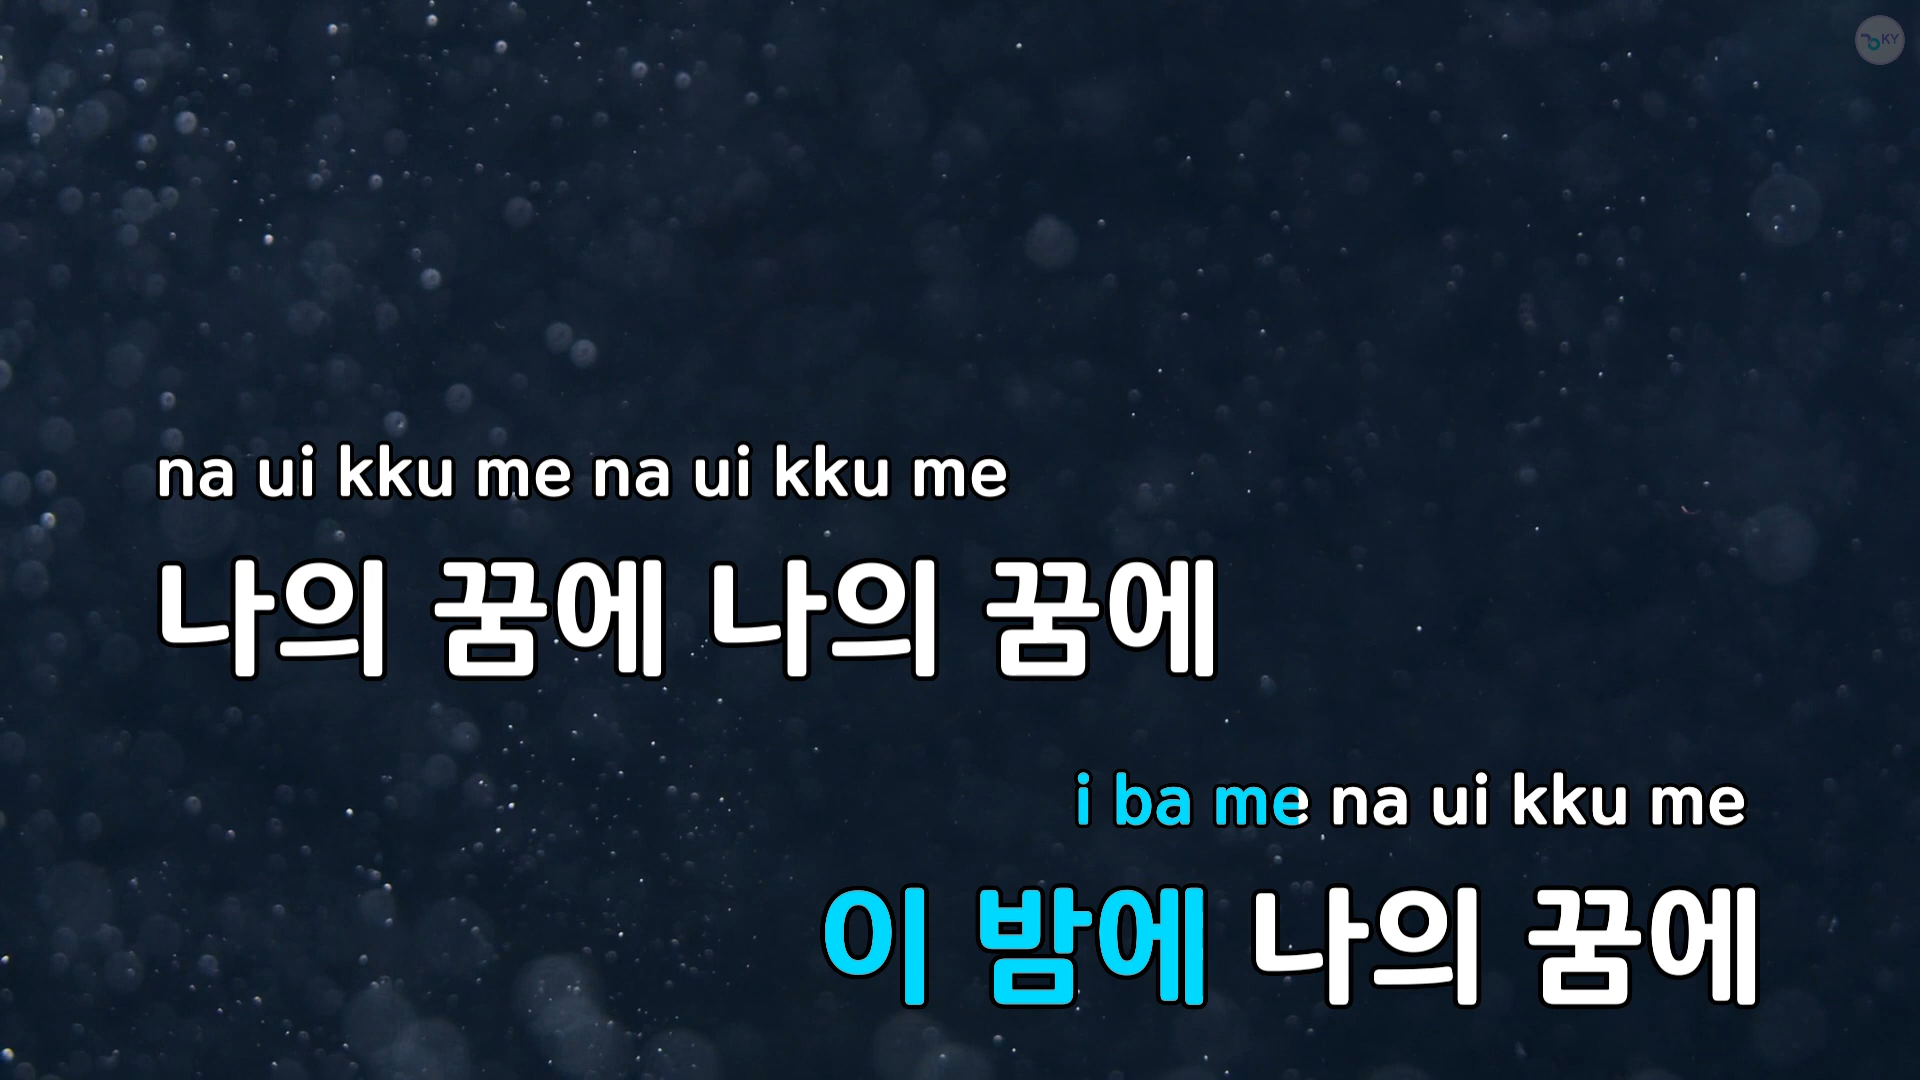 KY
na ui kku me na ui kku me
나의 꿈에 나의 꿈에
i ba me na ui kku me
이 밤에 나의 꿈에